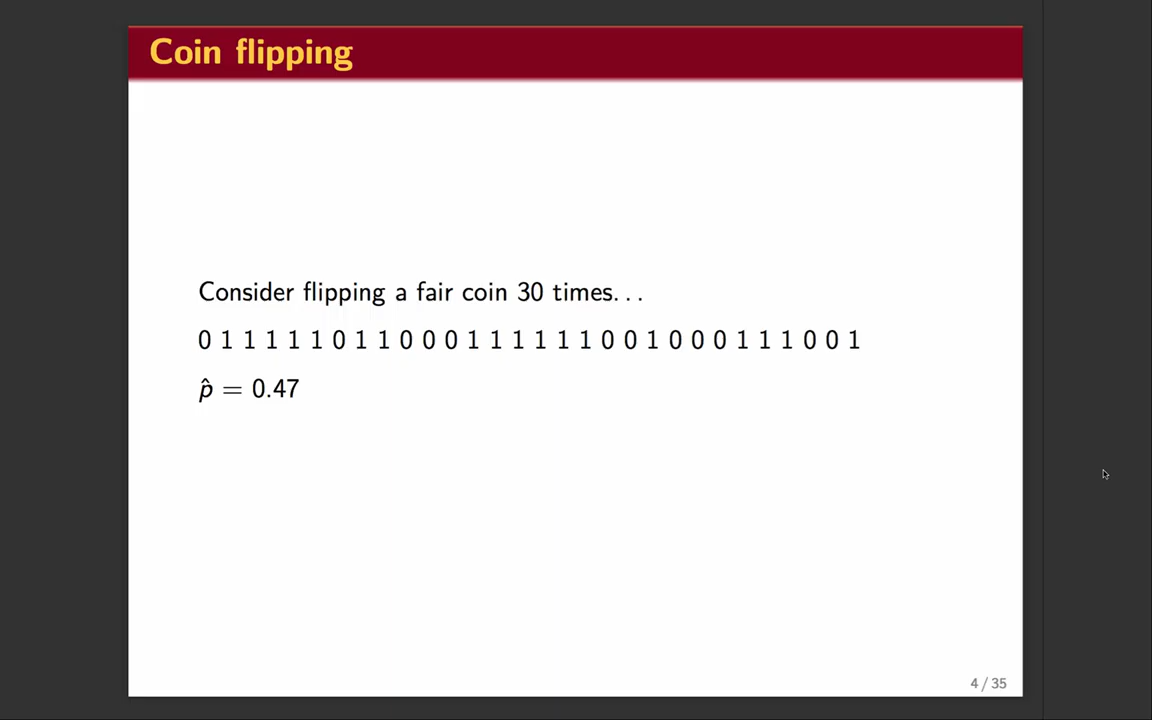 Coin flipping
Consider flipping a fair coin 30 times. . .
0 1 1 1 1 1 0 1 1 0 0 0 1 1 1 1 1 1 0 0 1 0 0 0 1 1 1 0 0 1
p̂ = 0.47
4 / 35